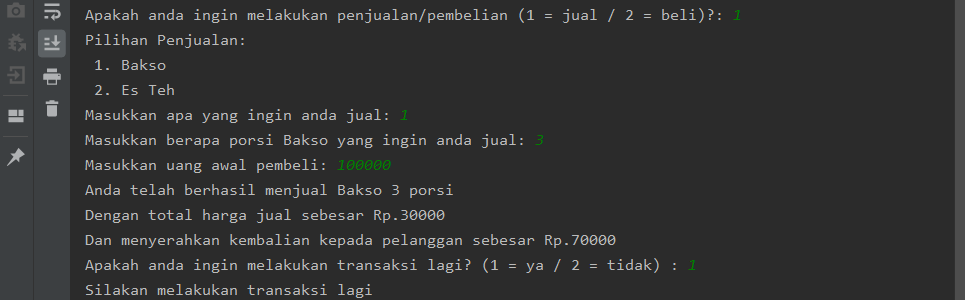 Apakah anda ingin melakukan penjualan/pembelian (1 = jual / 2 = beli)?: 1
Pilihan Penjualan:
 1. Bakso
 2. Es Teh
Masukkan apa yang ingin anda jual: 1
Masukkan berapa porsi Bakso yang ingin anda jual: 3
Masukkan uang awal pembeli: 100000
Anda telah berhasil menjual Bakso 3 porsi
Dengan total harga jual sebesar Rp.30000
Dan menyerahkan kembalian kepada pelanggan sebesar Rp.70000
Apakah anda ingin melakukan transaksi lagi? (1 = ya / 2 = tidak) : 1
Silakan melakukan transaksi lagi